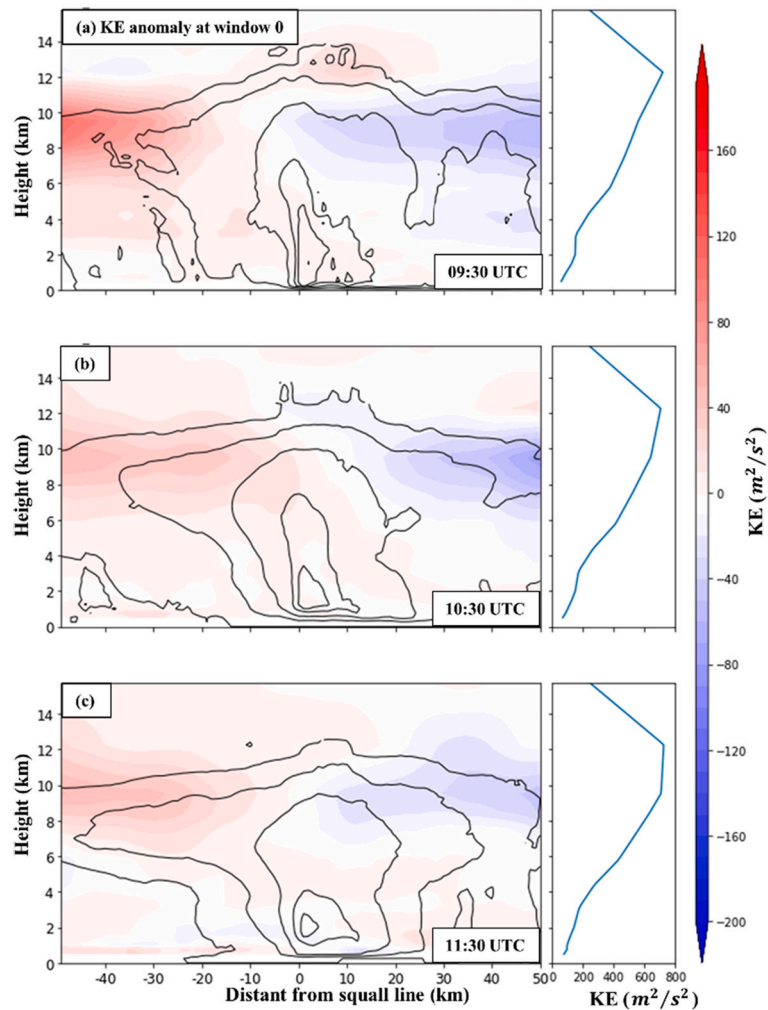 (a) KE anomaly at window 0
14
12
10
8
6
4
2
0
Height (km)
09:30 UTC
(b)
14
12
10
8
6
4
2
0
Height (km)
10:30 UTC
(c)
14
12
10
8
6
4
2
0
Height (km)
11:30 UTC
-40 -30 -20 -10 0 10 20 30 40 50
Distant from squall line (km)
0 200 400 600 800
KE (m²/s²)
160
120
80
40
0
-40
-80
-120
-160
-200
KE (m²/s²)